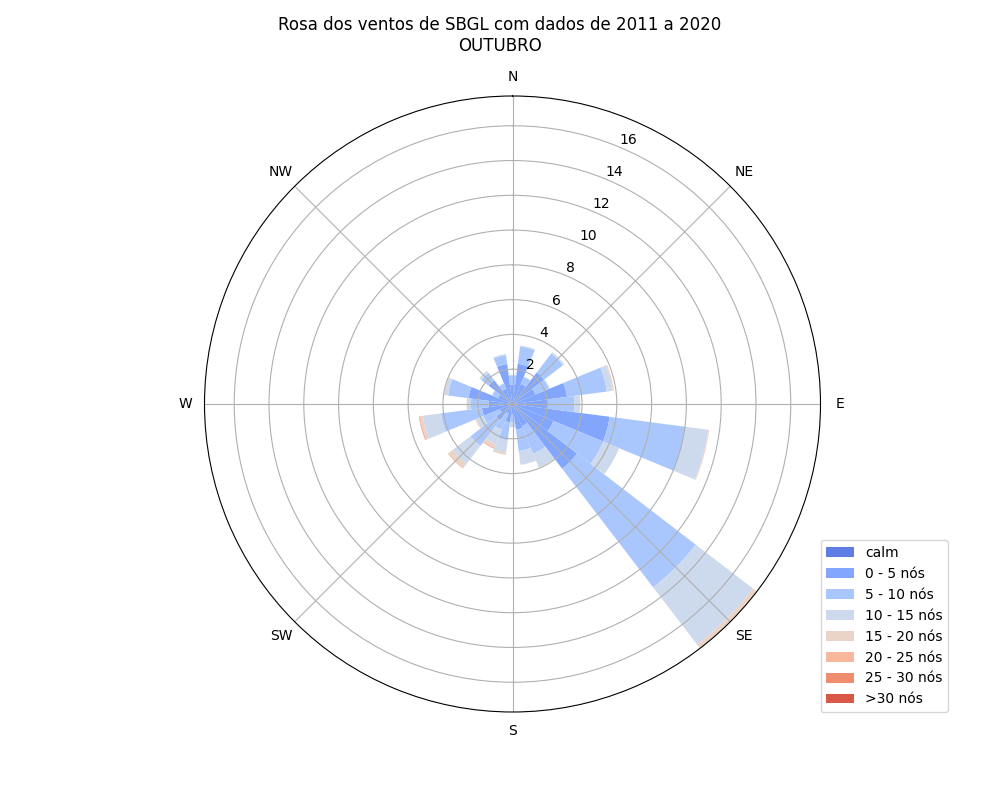 Rosa dos ventos de SBGL com dados de 2011 a 2020
OUTUBRO
N
NW
NE
16
14
12
10
8
6
4
2
W
E
SW
SE
S
calm
0 - 5 nós
5 - 10 nós
10 - 15 nós
15 - 20 nós
20 - 25 nós
25 - 30 nós
>30 nós